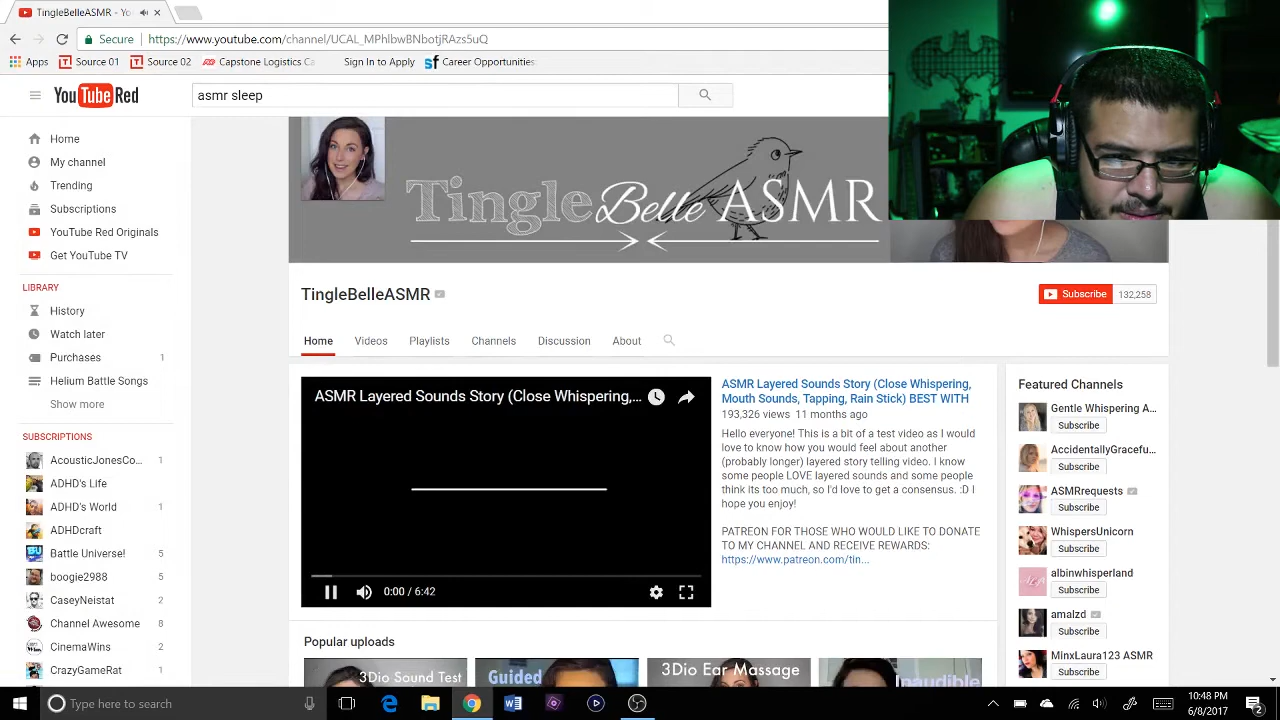 TingleBelleASMR - Yo
Secure
https://www.youtube.com/channel/UCAL_MPhlbwBNbotjRAzs5uQ
Apps
Source 01
Source 02
Capstone Logistics Ca
Sign In to Apply
Career Opportunities
YouTube Red
asmr sleep
Home
My channel
Trending
Subscriptions
YouTube Red Originals
Get YouTube TV
LIBRARY
History
Watch later
Purchases 1
Helium Battle Songs
Show more
SUBSCRIPTIONS
AcousticJonesCo... 1
ADHD's Life
ADHD's World 1
ADHDcraft
Battle Universe! 5
boogie2988 5
CaseyNeistat 2
Channel Awesome 8
CinemaWins 2
CrazyGameRat 1
TingleBelle ASMR
TingleBelleASMR
Subscribe 132,258
Home Videos Playlists Channels Discussion About
ASMR Layered Sounds Story (Close Whispering,...
0:00 / 6:42
ASMR Layered Sounds Story (Close Whispering,
Mouth Sounds, Tapping, Rain Stick) BEST WITH
193,326 views 11 months ago
Hello everyone! This is a bit of a test video as I would
love to know how you would feel about another
(probably longer) layered story telling video. I know
some people LOVE layered sounds and some people
think its too much, so I'd love to get a consensus. :D I
hope you enjoy!
PATREON FOR THOSE WHO WOULD LIKE TO DONATE
TO MY CHANNEL AND RECEIVE REWARDS:
https://www.patreon.com/tin...
Popular uploads
3Dio Sound Test
Guided
3Dio Ear Massage
Inaudible
Featured Channels
Gentle Whispering A...
Subscribe
AccidentallyGracefu...
Subscribe
ASMRrequests
Subscribe
WhispersUnicorn
Subscribe
albinwhisperland
Subscribe
amalzd
Subscribe
MinxLaura123 ASMR
Subscribe
Type here to search
10:48 PM
6/8/2017
2